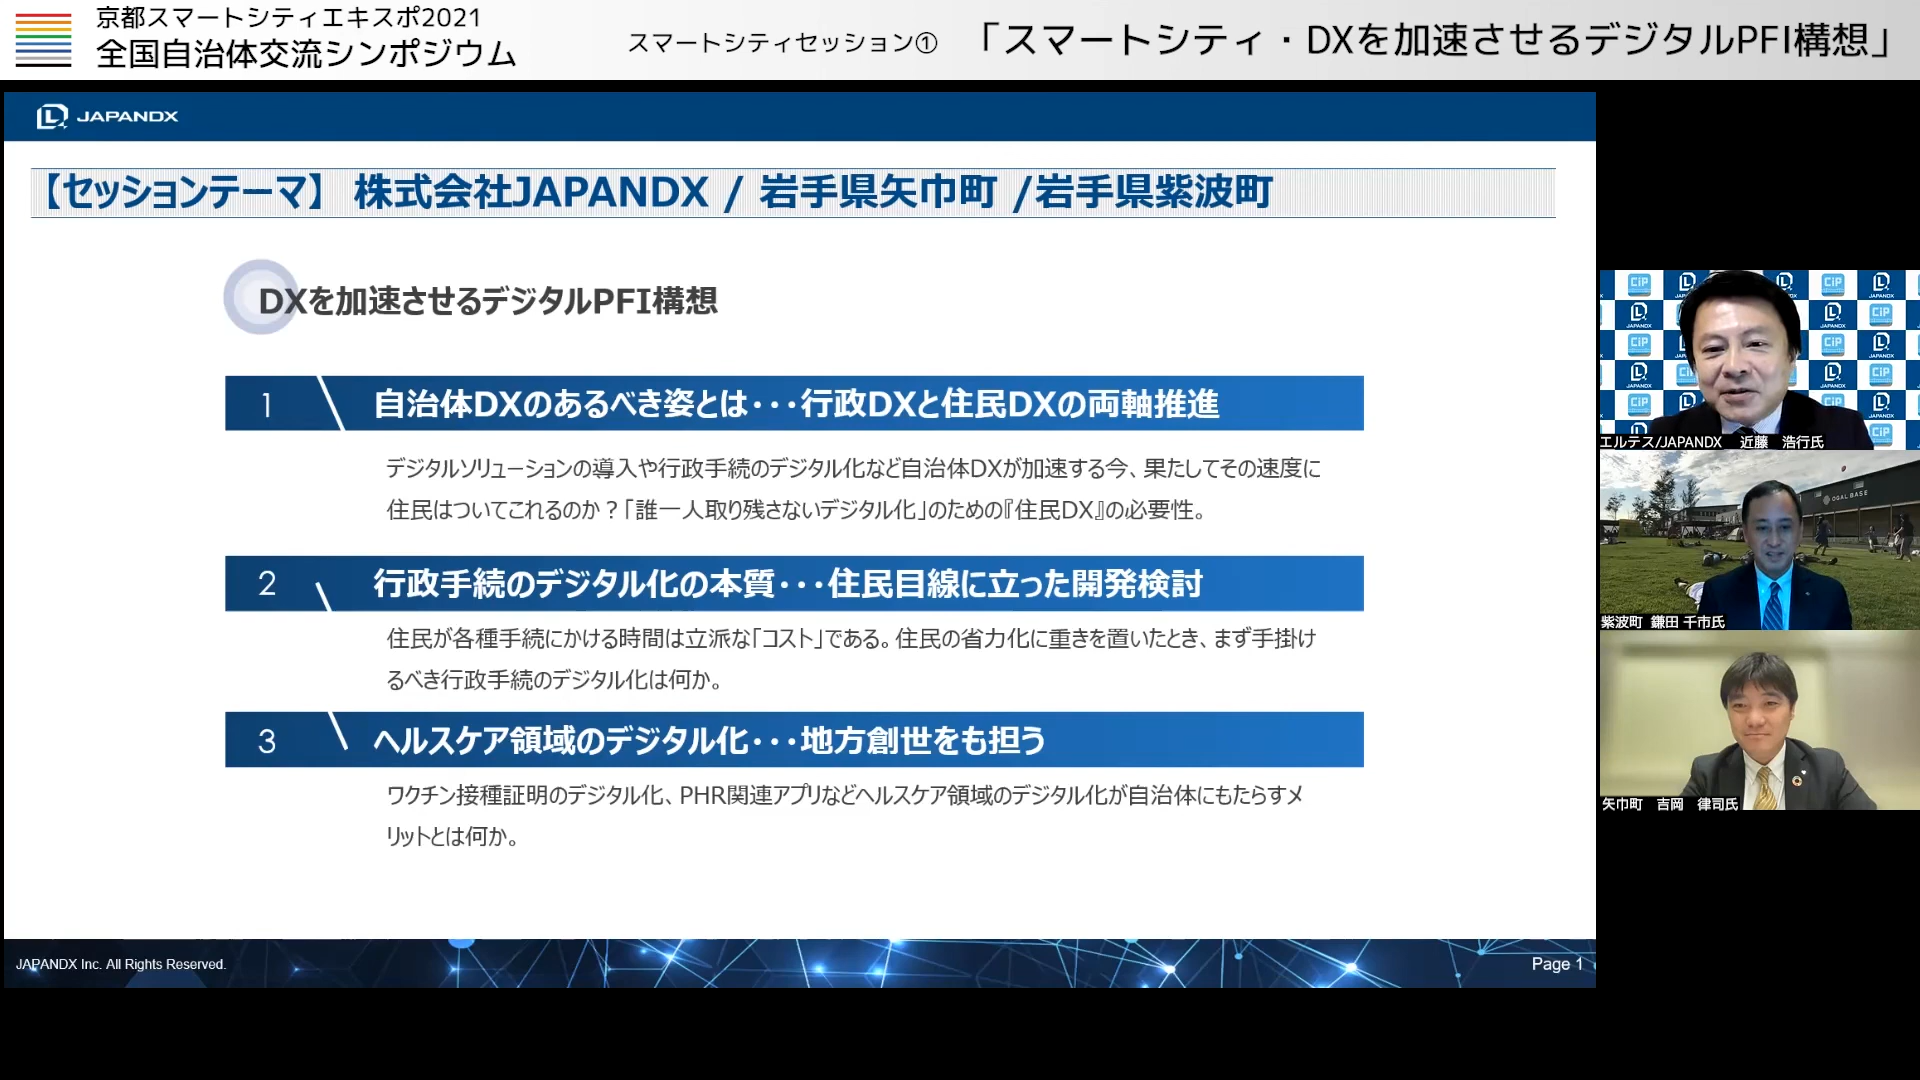 京都スマートシティエキスポ2021
全国自治体交流シンポジウム
スマートシティセッション① 「スマートシティ・DXを加速させるデジタルPFI構想」
JAPANDX
【セッションテーマ】 株式会社JAPANDX / 岩手県矢巾町 /岩手県紫波町
DXを加速させるデジタルPFI構想
1 自治体DXのあるべき姿とは・・・行政DXと住民DXの両軸推進
デジタルソリューションの導入や行政手続のデジタル化など自治体DXが加速する今、果たしてその速度に
住民はついてこれるのか？「誰一人取り残さないデジタル化」のための『住民DX』の必要性。
2 行政手続のデジタル化の本質・・・住民目線に立った開発検討
住民が各種手続にかける時間は立派な「コスト」である。住民の省力化に重きを置いたとき、まず手掛け
るべき行政手続のデジタル化は何か。
3 ヘルスケア領域のデジタル化・・・地方創世をも担う
ワクチン接種証明のデジタル化、PHR関連アプリなどヘルスケア領域のデジタル化が自治体にもたらすメ
リットとは何か。
JAPANDX Inc. All Rights Reserved.
Page 1
CiP
JAPANDX
エルテス/JAPANDX 近藤 浩行氏
OGAL BASE
紫波町 鎌田 千市氏
矢巾町 吉岡 律司氏